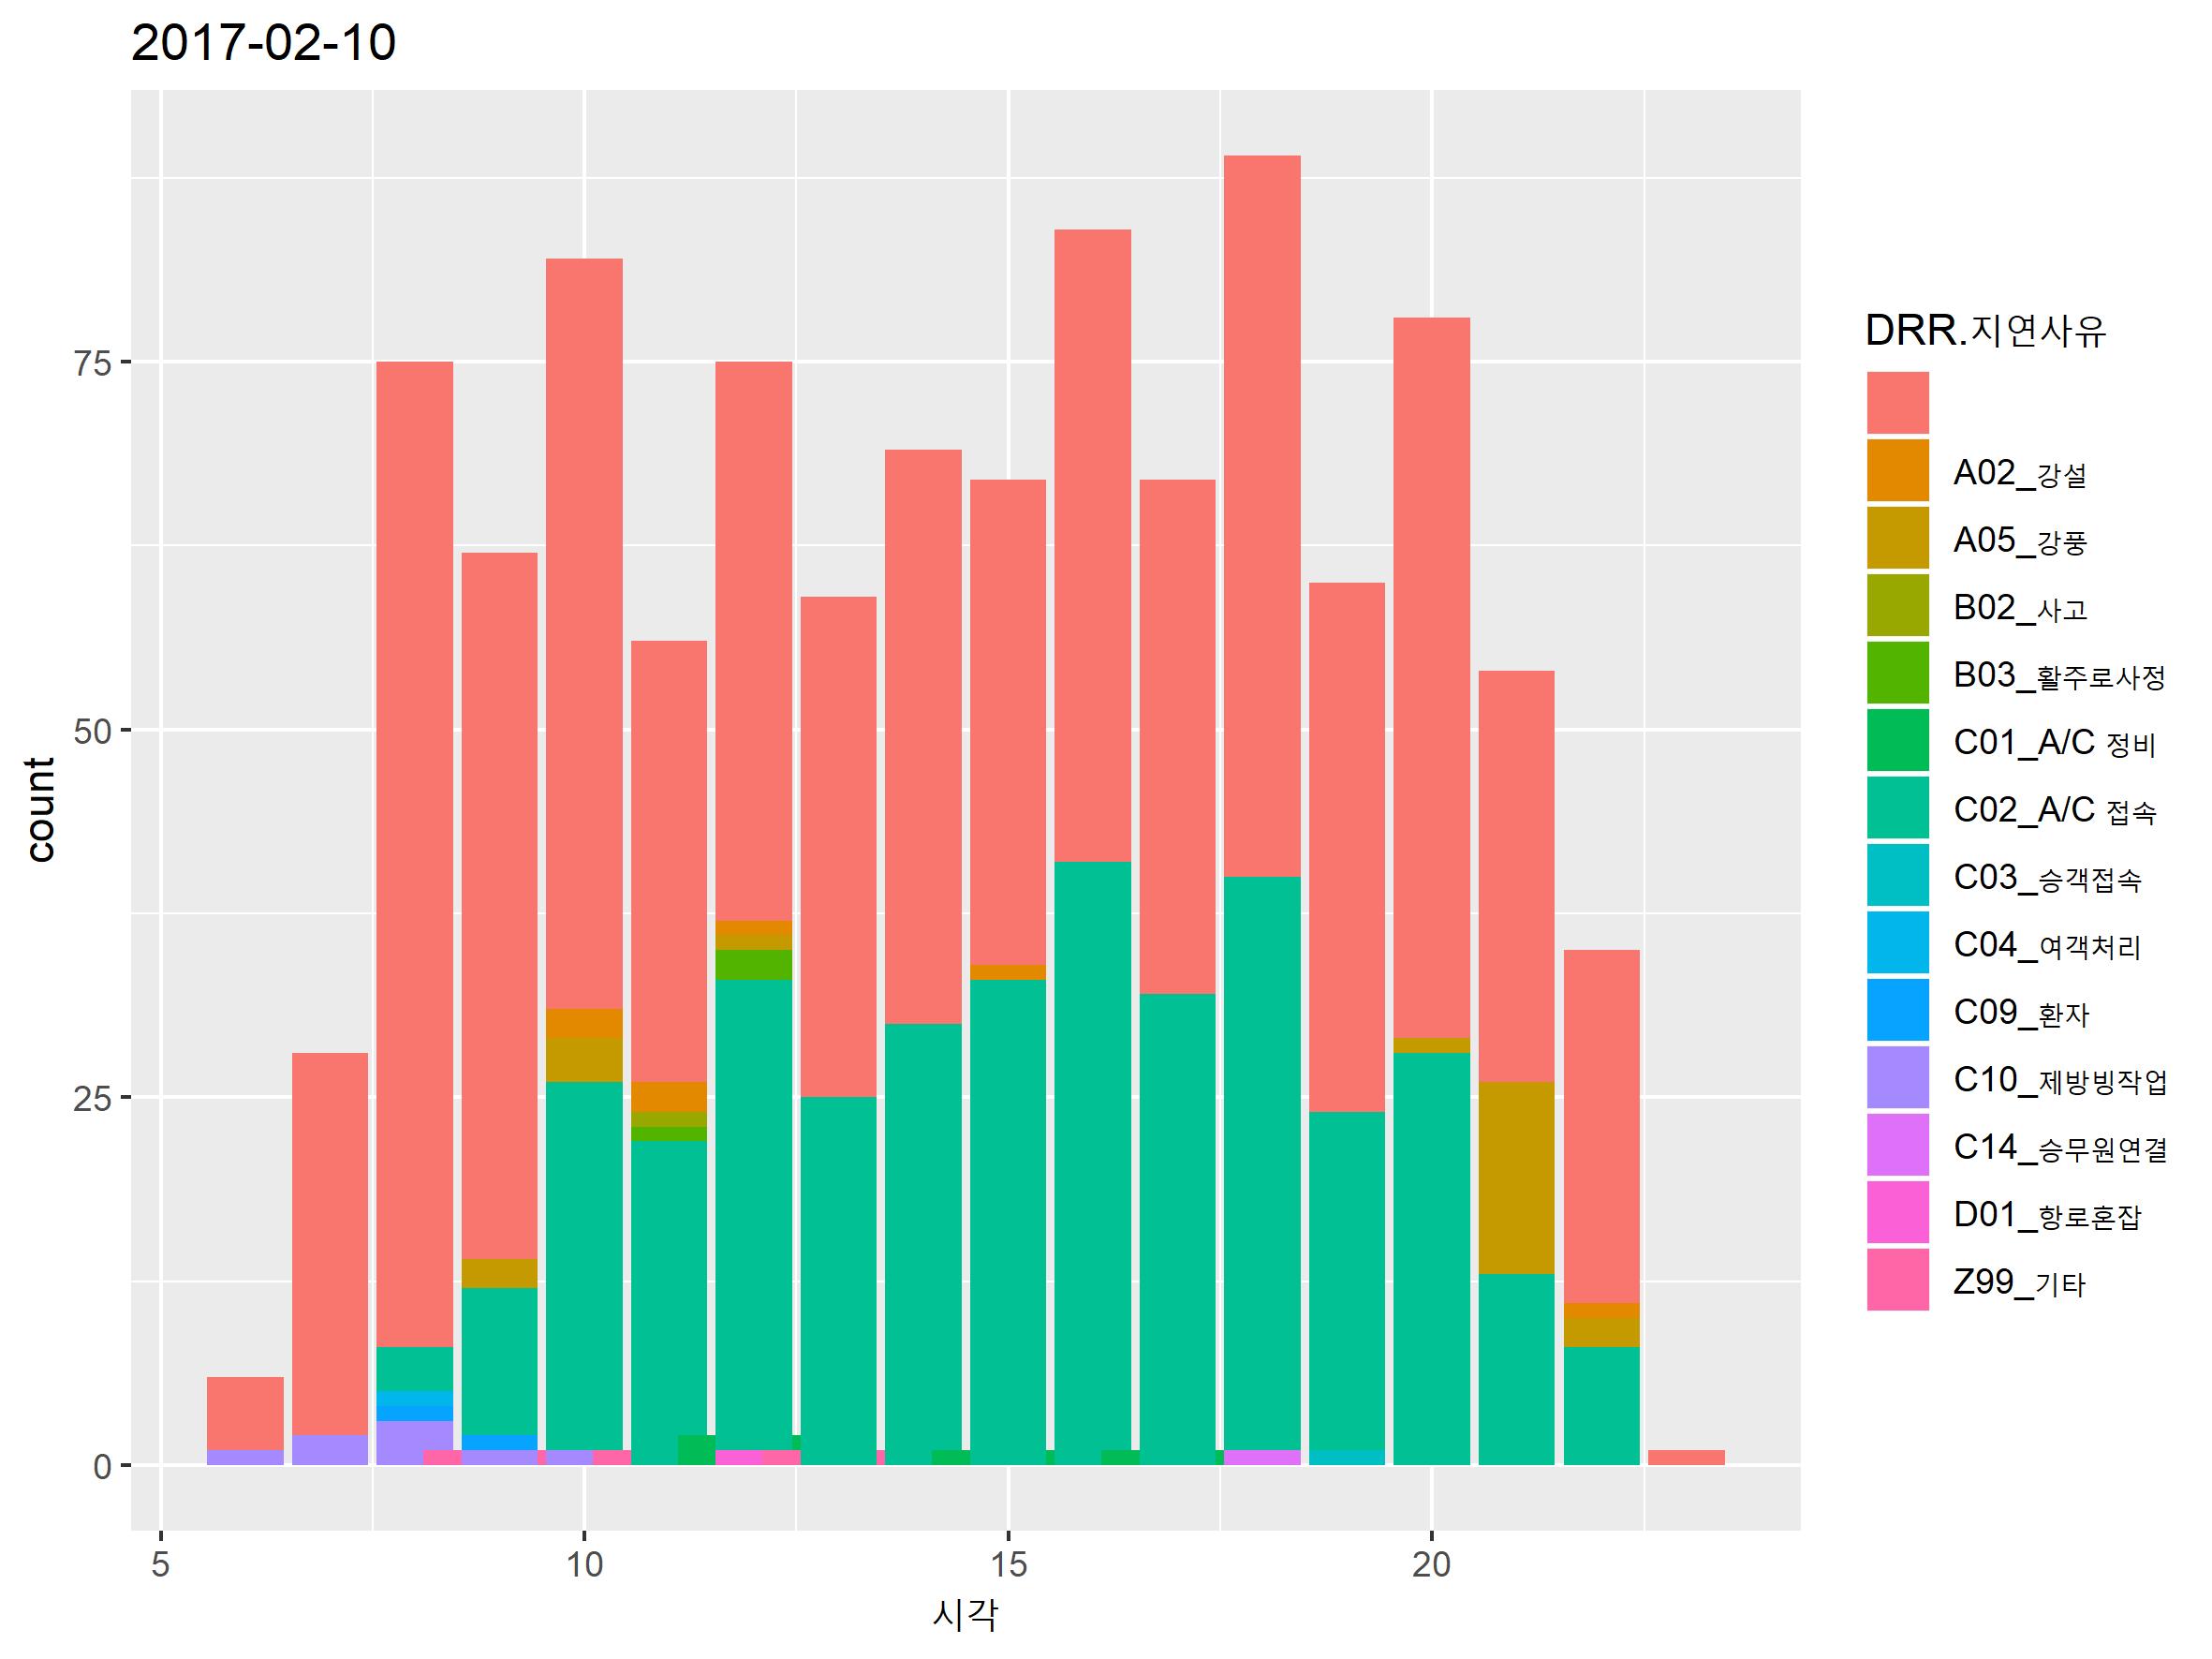 2017-02-10
75
50
25
0
count
5
10
15
20
시각
DRR.지연사유
A02_강설
A05_강풍
B02_사고
B03_활주로사정
C01_A/C 정비
C02_A/C 접속
C03_승객접속
C04_여객처리
C09_환자
C10_제방빙작업
C14_승무원연결
D01_항로혼잡
Z99_기타